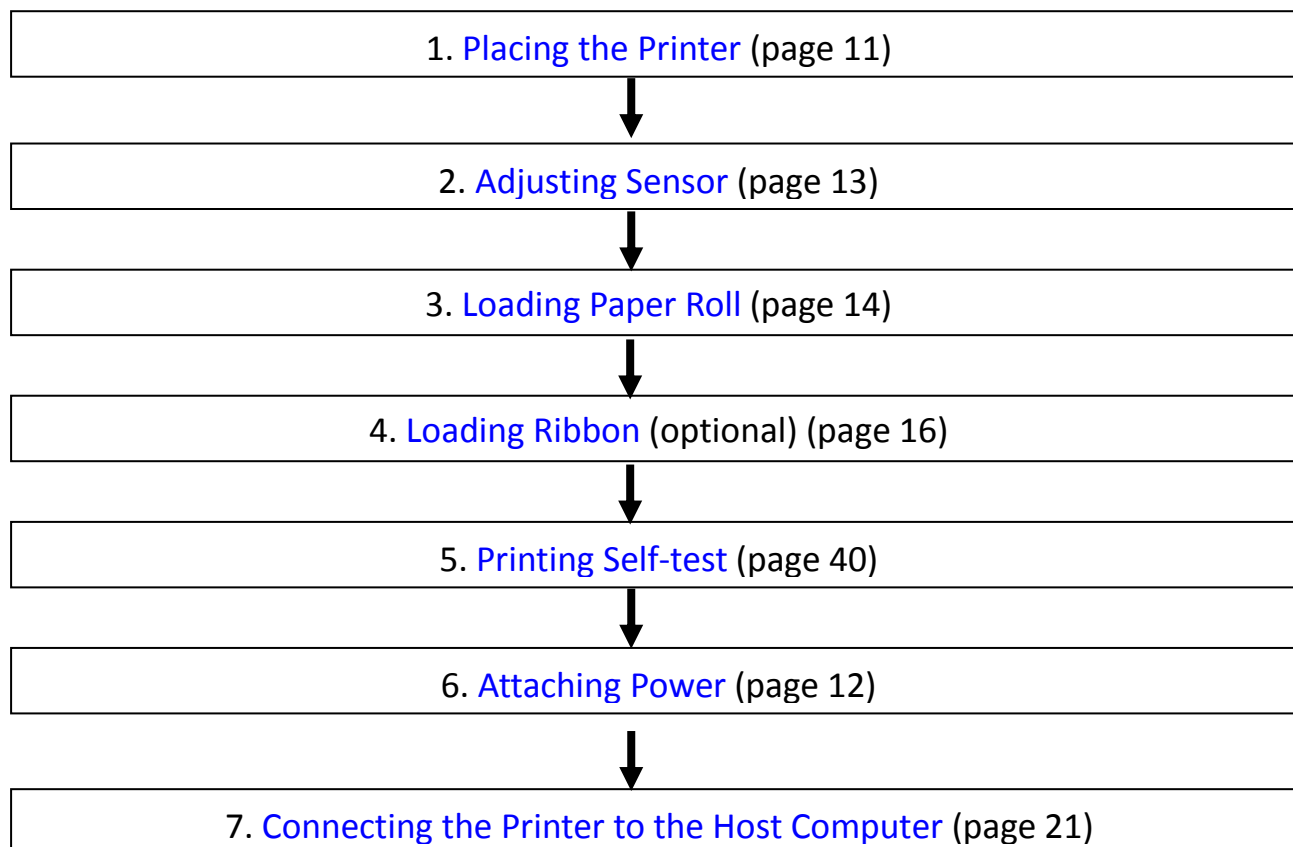 1. Placing the Printer (page 11)
2. Adjusting Sensor (page 13)
3. Loading Paper Roll (page 14)
4. Loading Ribbon (optional) (page 16)
5. Printing Self-test (page 40)
6. Attaching Power (page 12)
7. Connecting the Printer to the Host Computer (page 21)